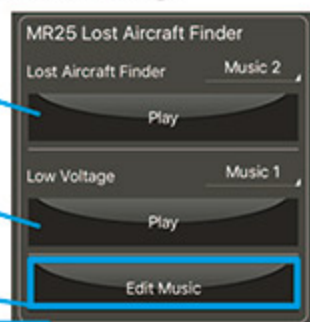 MR25 Lost Aircraft Finder
Lost Aircraft Finder Music 2
Play
Low Voltage Music 1
Play
Edit Music